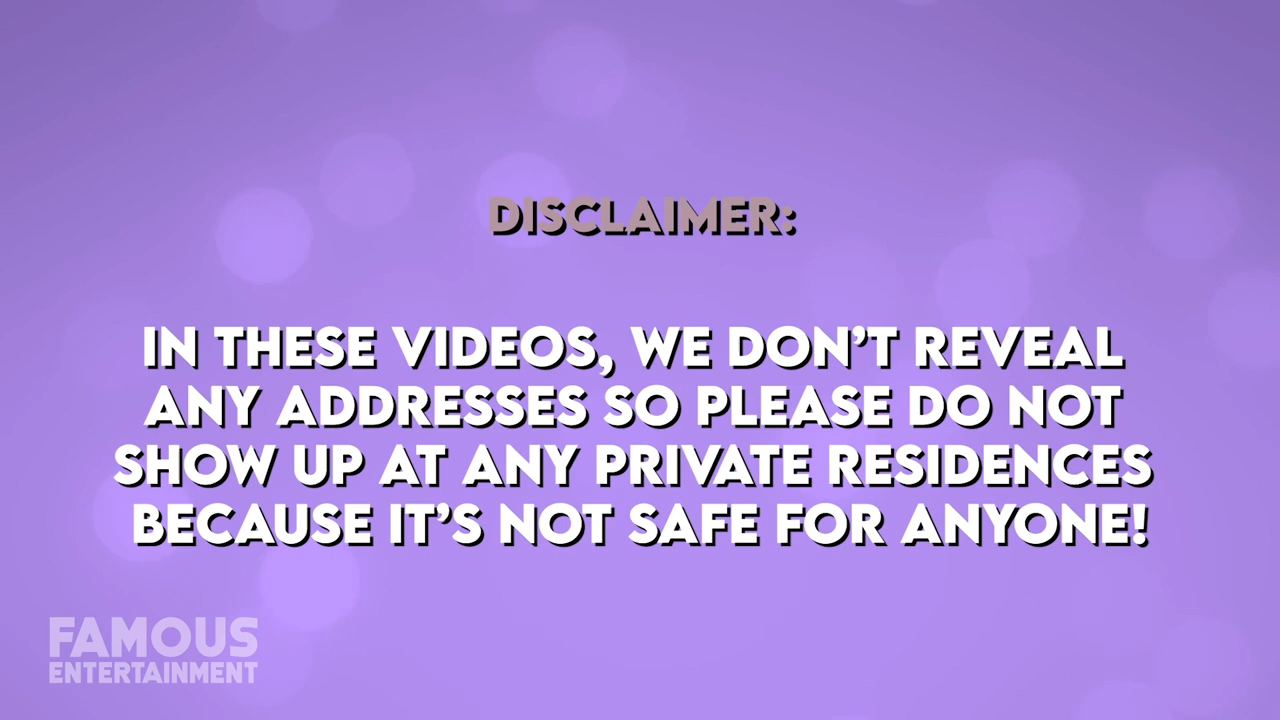 DISCLAIMER:
IN THESE VIDEOS, WE DON'T REVEAL
ANY ADDRESSES SO PLEASE DO NOT
SHOW UP AT ANY PRIVATE RESIDENCES
BECAUSE IT'S NOT SAFE FOR ANYONE!
FAMOUS
ENTERTAINMENT